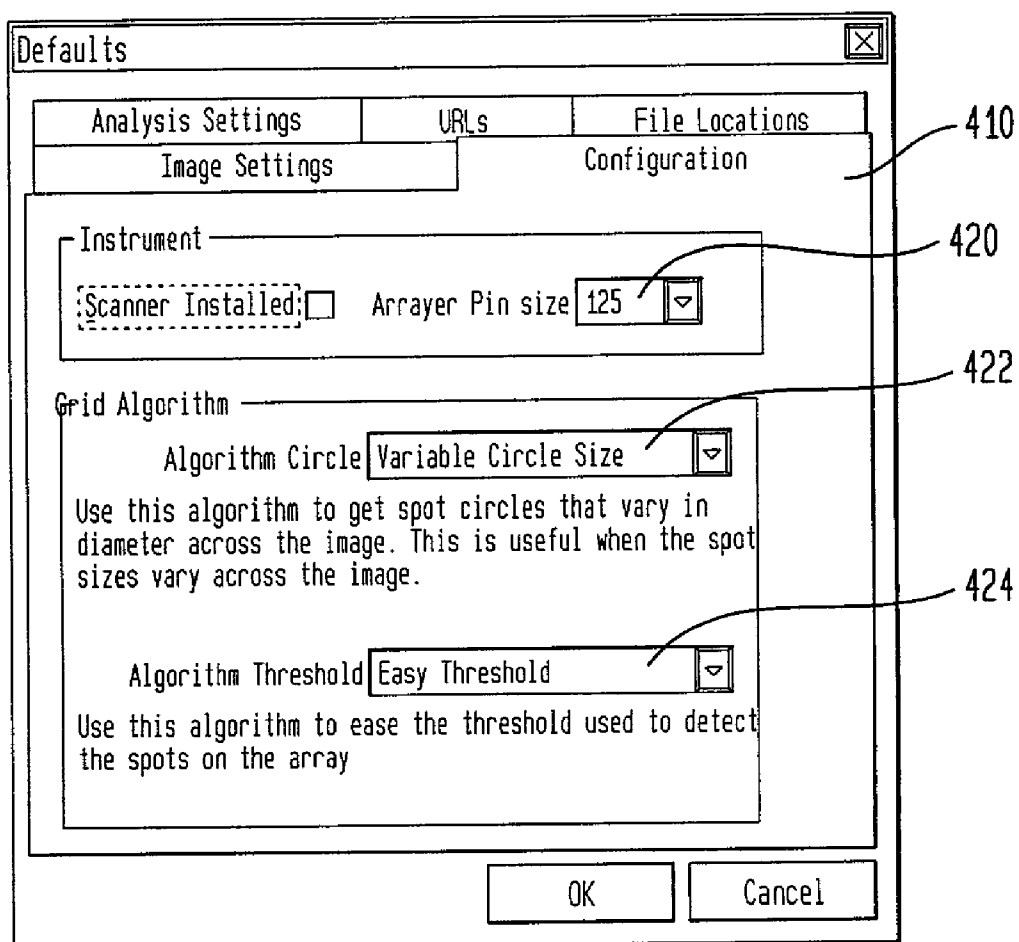 Defaults
Analysis Settings URLs File Locations
Image Settings Configuration
410
Instrument
420
Scanner Installed: Arrayer Pin size 125
422
Grid Algorithm
Algorithm Circle Variable Circle Size
Use this algorithm to get spot circles that vary in
diameter across the image. This is useful when the spot
sizes vary across the image.
424
Algorithm Threshold Easy Threshold
Use this algorithm to ease the threshold used to detect
the spots on the array
OK Cancel